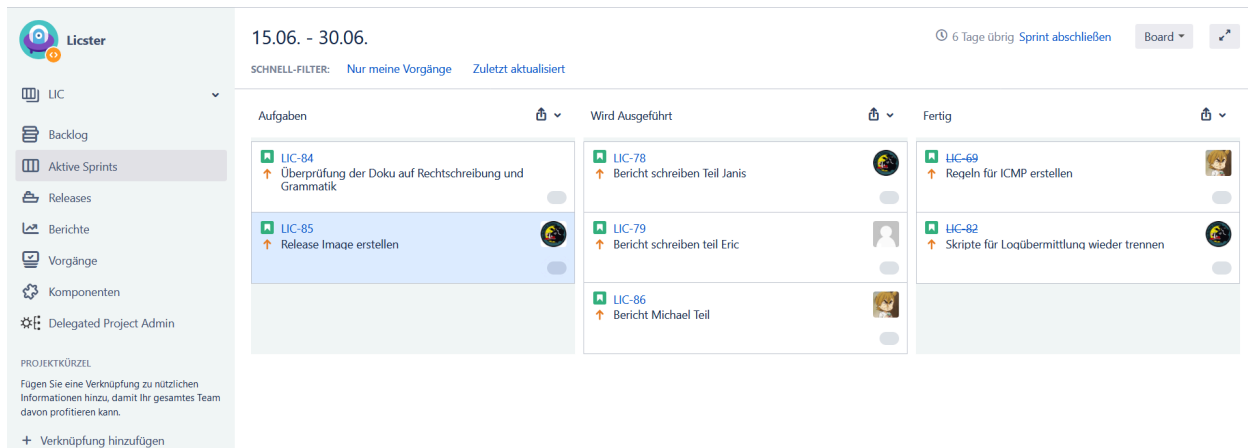 Licster
LIC
Backlog
Aktive Sprints
Releases
Berichte
Vorgänge
Komponenten
Delegated Project Admin
PROJEKTKÜRZEL
Fügen Sie eine Verknüpfung zu nützlichen
Informationen hinzu, damit Ihr gesamtes Team
davon profitieren kann.
+ Verknüpfung hinzufügen
15.06. - 30.06.
6 Tage übrig Sprint abschließen
Board
SCHNELL-FILTER: Nur meine Vorgänge Zuletzt aktualisiert
Aufgaben
LIC-84
Überprüfung der Doku auf Rechtschreibung und
Grammatik
LIC-85
Release Image erstellen
Wird Ausgeführt
LIC-78
Bericht schreiben Teil Janis
LIC-79
Bericht schreiben teil Eric
LIC-86
Bericht Michael Teil
Fertig
LIC-69
Regeln für ICMP erstellen
LIC-82
Skripte für Logübermittlung wieder trennen